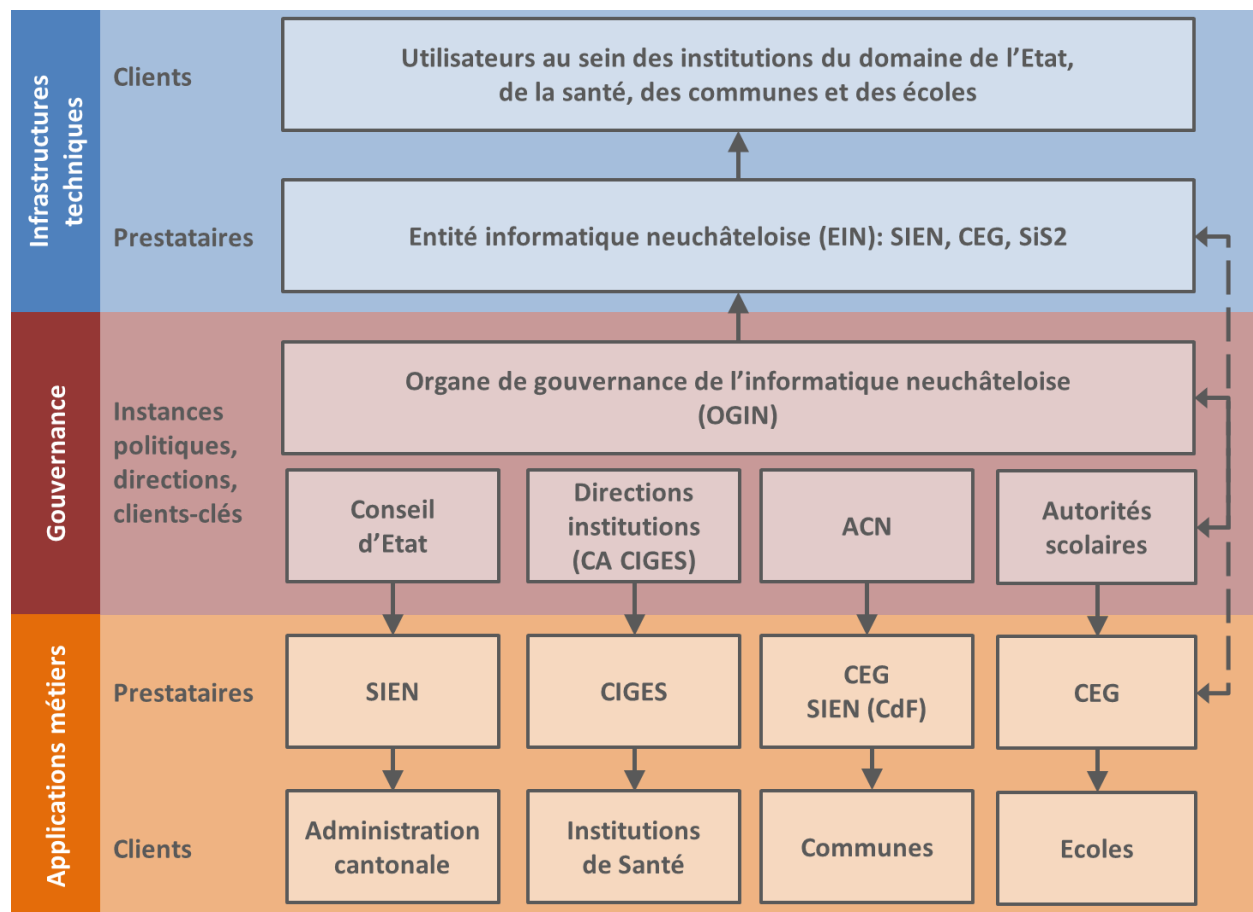 Infrastructures
techniques
Clients
Utilisateurs au sein des institutions du domaine de l’Etat,
de la santé, des communes et des écoles
Prestataires
Entité informatique neuchâteloise (EIN): SIEN, CEG, SiS2
Gouvernance
Instances
politiques,
directions,
clients-clés
Organe de gouvernance de l’informatique neuchâteloise
(OGIN)
Conseil
d’Etat
Directions
institutions
(CA CIGES)
ACN
Autorités
scolaires
Applications métiers
Prestataires
SIEN
CIGES
CEG
SIEN (CdF)
CEG
Clients
Administration
cantonale
Institutions
de Santé
Communes
Ecoles